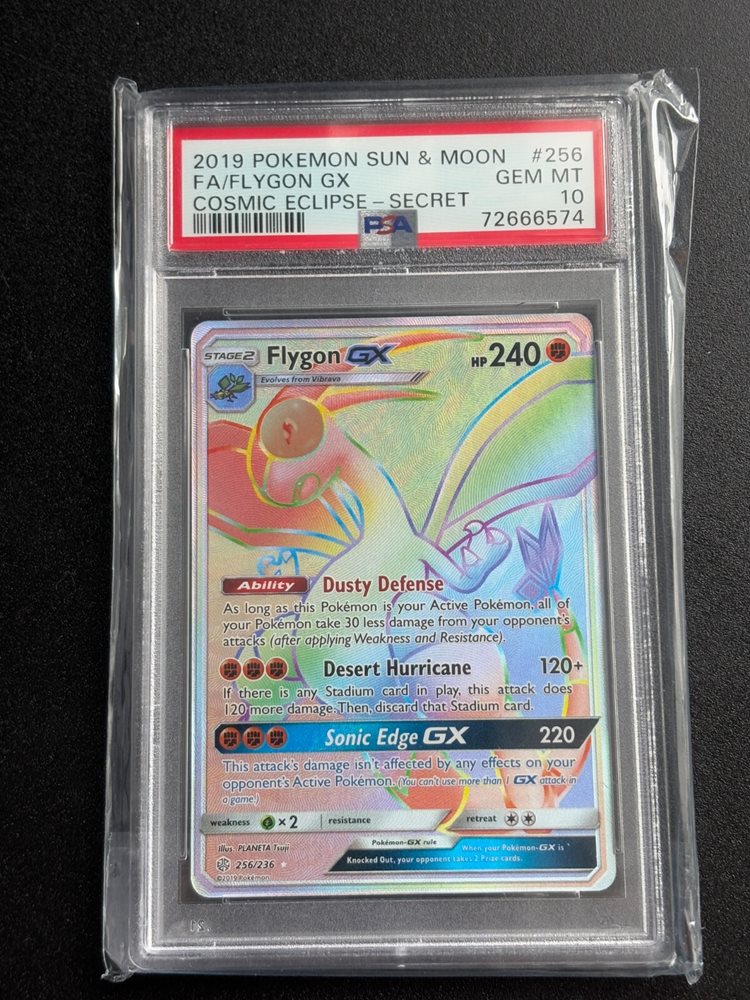 2019 POKEMON SUN & MOON #256
FA/FLYGON GX GEM MT
COSMIC ECLIPSE – SECRET 10
PSA 72666574
STAGE 2 Flygon GX HP 240
Evolves from Vibrava
Ability Dusty Defense
As long as this Pokémon is your Active Pokémon, all of
your Pokémon take 30 less damage from your opponent's
attacks (after applying Weakness and Resistance).
Desert Hurricane 120+
If there is any Stadium card in play, this attack does
120 more damage. Then, discard that Stadium card.
Sonic Edge GX 220
This attack's damage isn't affected by any effects on your
opponent's Active Pokémon. (You can't use more than 1 GX attack in
a game.)
weakness ×2 resistance retreat
Illus. PLANETA Tsuji
Pokémon-GX rule When your Pokémon-GX is
256/236 Knocked Out, your opponent takes 2 Prize cards.
©2019 Pokémon